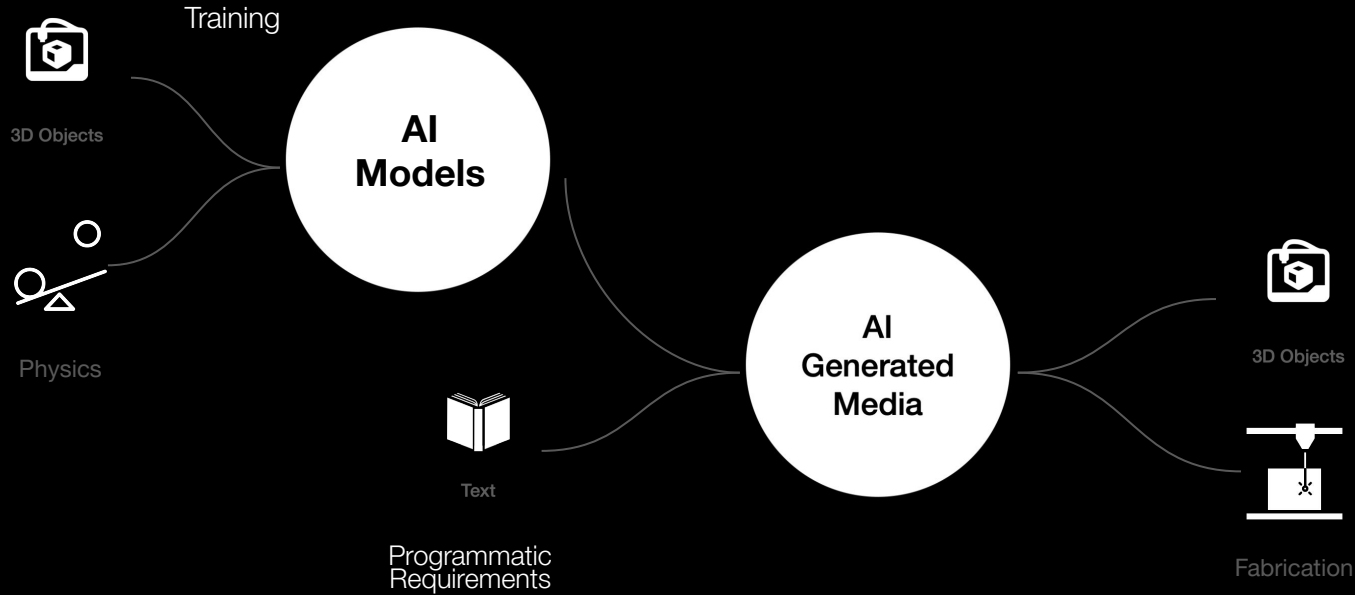 Training
3D Objects
AI
Models
Physics
Text
Programmatic
Requirements
AI
Generated
Media
3D Objects
Fabrication